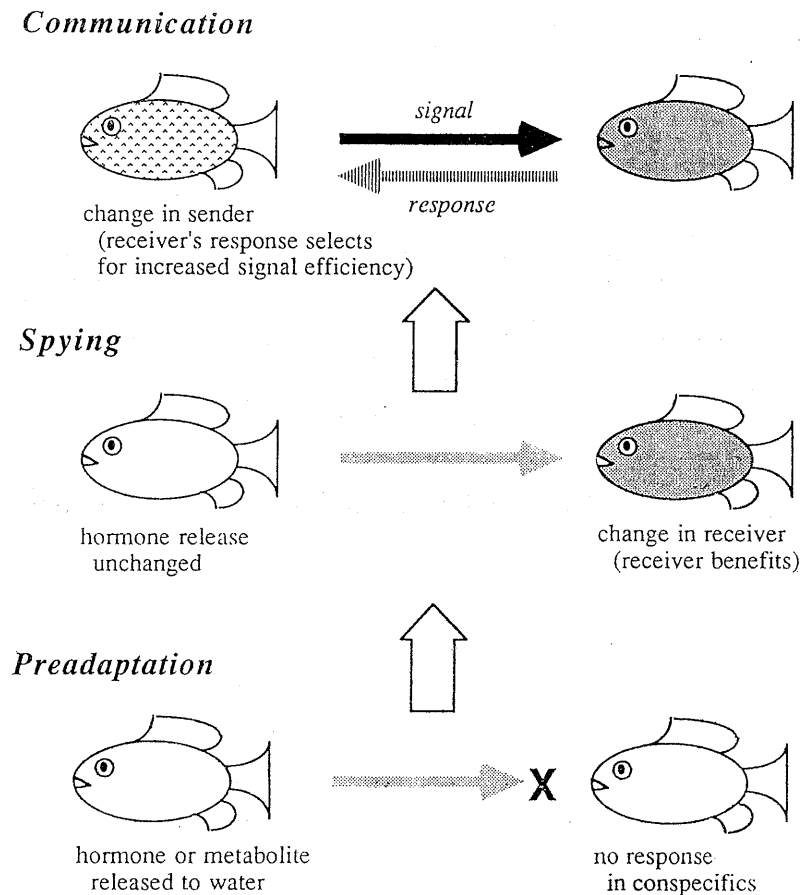 Communication
signal
response
change in sender
(receiver's response selects
for increased signal efficiency)
Spying
hormone release
unchanged
change in receiver
(receiver benefits)
Preadaptation
X
hormone or metabolite
released to water
no response
in conspecifics